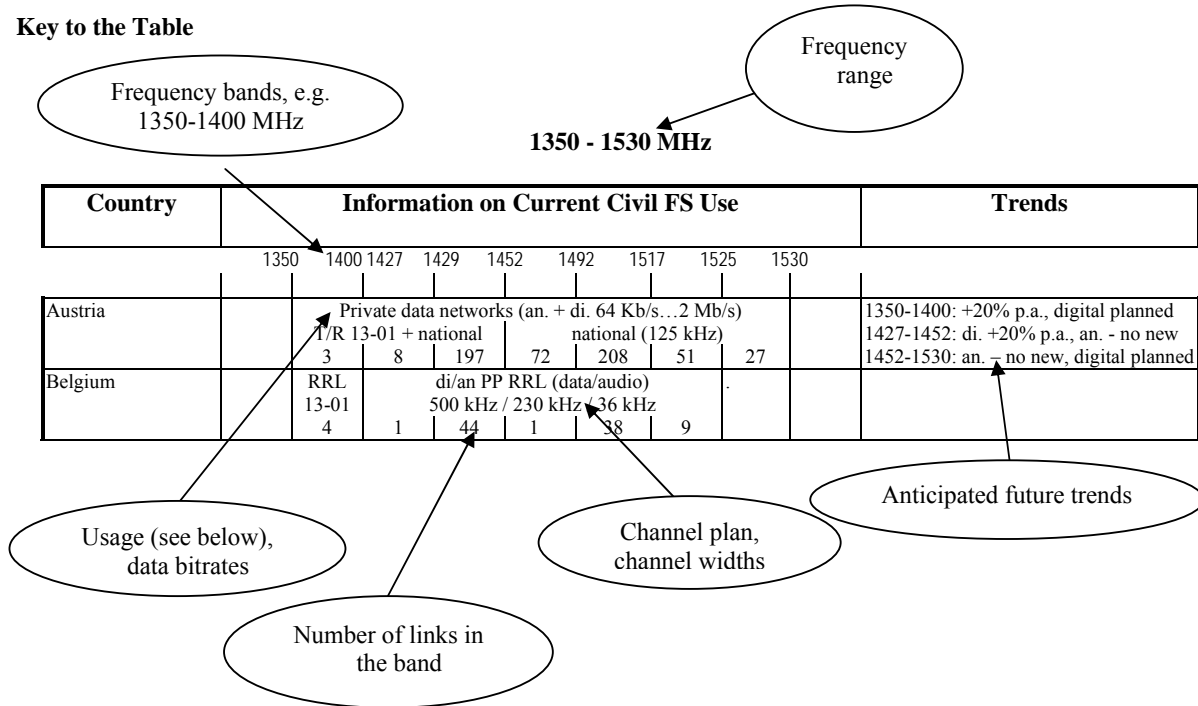 Key to the Table
Frequency
range
Frequency bands, e.g.
1350-1400 MHz
1350 - 1530 MHz
Country Information on Current Civil FS Use Trends
1350 1400 1427 1429 1452 1492 1517 1525 1530
Austria Private data networks (an. + di. 64 Kb/s…2 Mb/s) 1350-1400: +20% p.a., digital planned
T/R 13-01 + national national (125 kHz) 1427-1452: di. +20% p.a., an. - no new
3 8 197 72 208 51 27 1452-1530: an. – no new, digital planned
Belgium RRL di/an PP RRL (data/audio) .
13-01 500 kHz / 230 kHz / 36 kHz
4 1 44 1 38 9
Anticipated future trends
Usage (see below),
data bitrates
Channel plan,
channel widths
Number of links in
the band